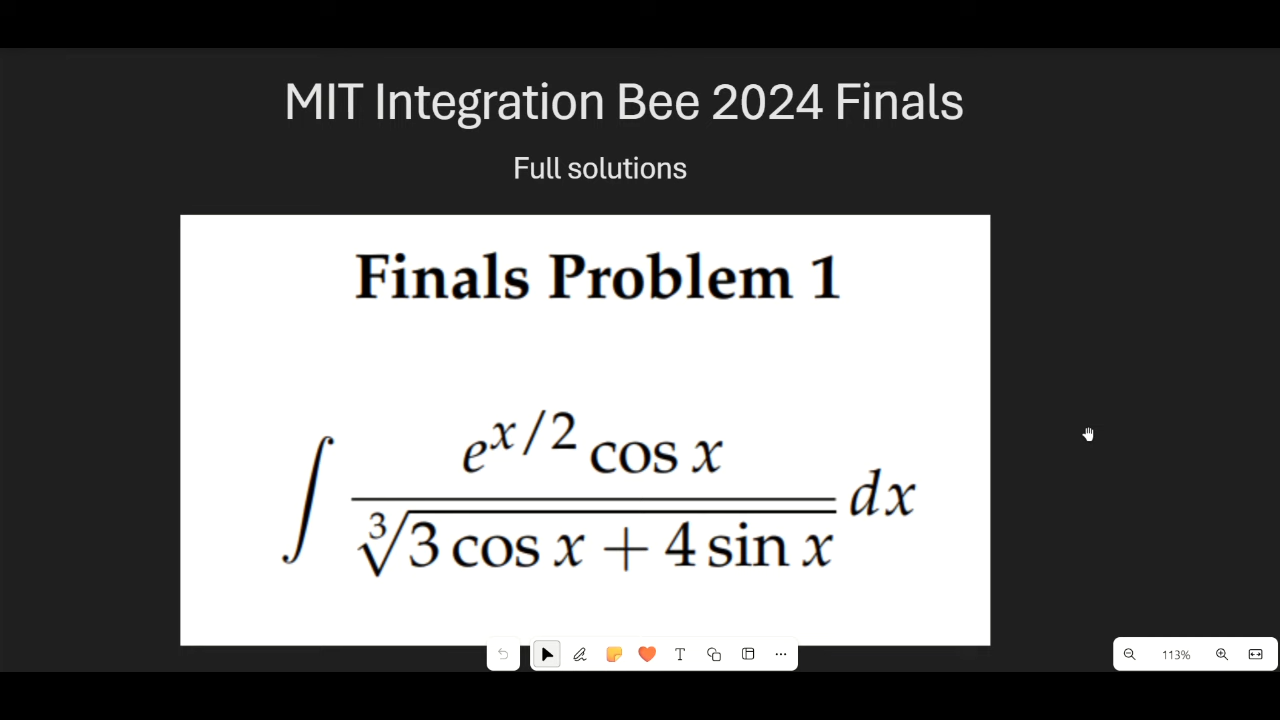 MIT Integration Bee 2024 Finals
Full solutions
Finals Problem 1
∫ e^{x/2} cos x / ∛(3 cos x + 4 sin x) dx
T
113%